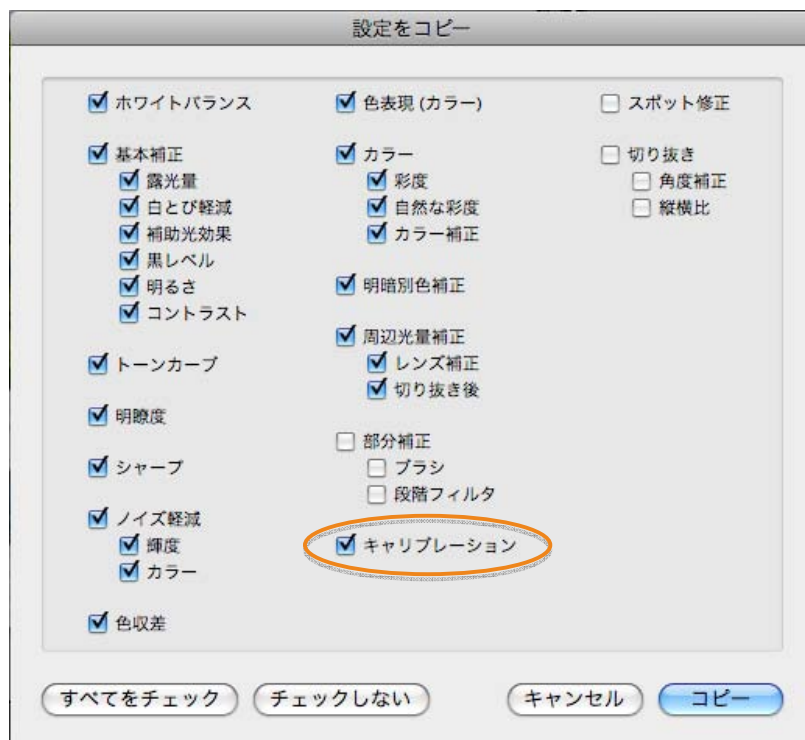 設定をコピー
ホワイトバランス
基本補正
露光量
白とび軽減
補助光効果
黒レベル
明るさ
コントラスト
トーンカーブ
明瞭度
シャープ
ノイズ軽減
輝度
カラー
色収差
色表現 (カラー)
カラー
彩度
自然な彩度
カラー補正
明暗別色補正
周辺光量補正
レンズ補正
切り抜き後
部分補正
ブラシ
段階フィルタ
キャリブレーション
スポット修正
切り抜き
角度補正
縦横比
すべてをチェック
チェックしない
キャンセル
コピー